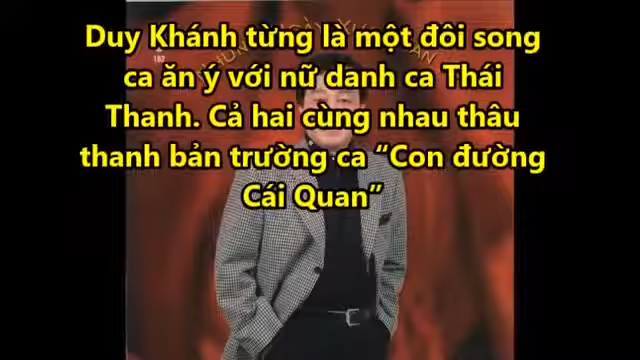 Duy Khánh từng là một đôi song
ca ăn ý với nữ danh ca Thái
Thanh. Cả hai cùng nhau thâu
thanh bản trường ca “Con đường
Cái Quan”
182